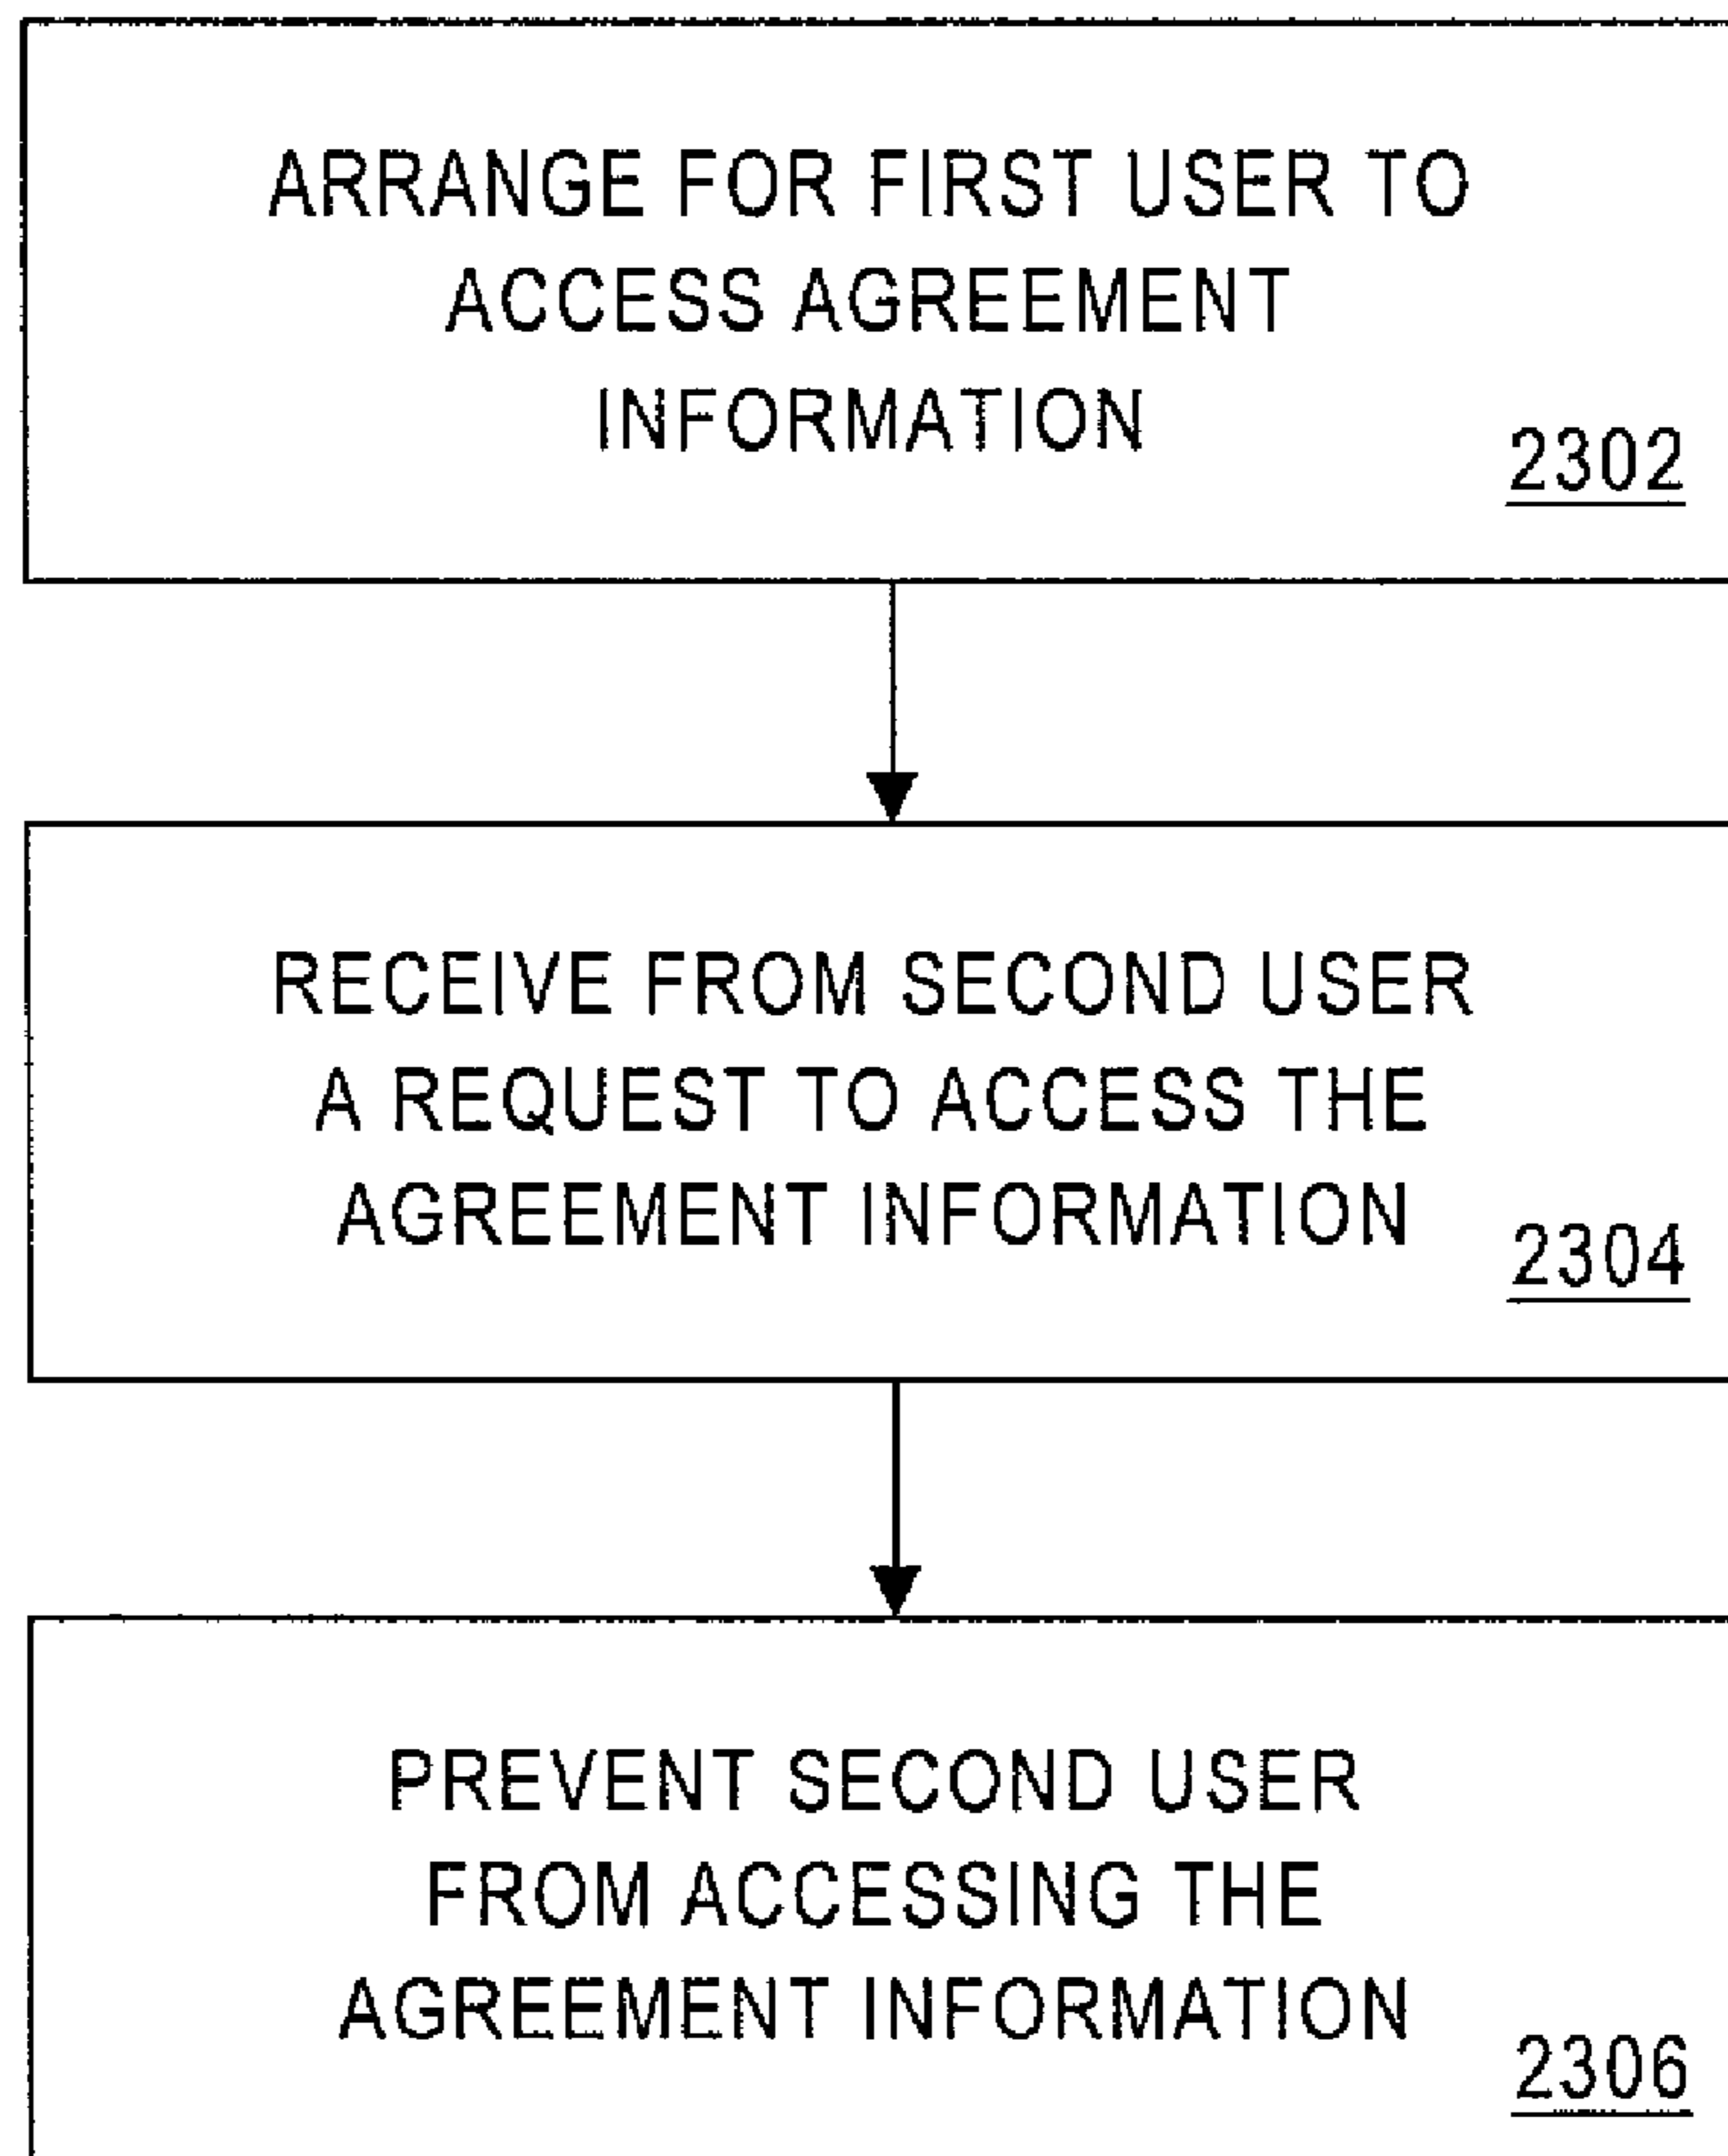 ARRANGE FOR FIRST USER TO
ACCESS AGREEMENT
INFORMATION
2302
RECEIVE FROM SECOND USER
A REQUEST TO ACCESS THE
AGREEMENT INFORMATION
2304
PREVENT SECOND USER
FROM ACCESSING THE
AGREEMENT INFORMATION
2306